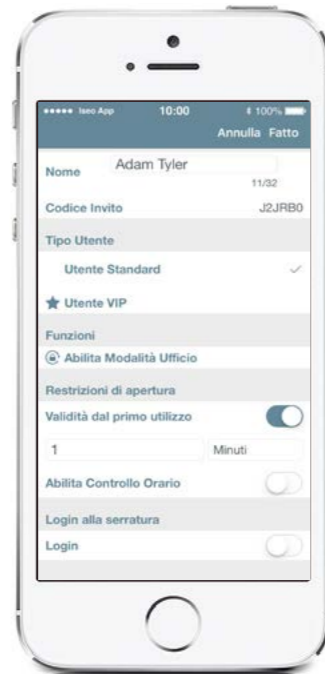 Iseo App 10:00 100%
Annulla Fatto
Nome Adam Tyler
11/32
Codice Invito J2JRB0
Tipo Utente
Utente Standard
Utente VIP
Funzioni
Abilita Modalità Ufficio
Restrizioni di apertura
Validità dal primo utilizzo
1 Minuti
Abilita Controllo Orario
Login alla serratura
Login